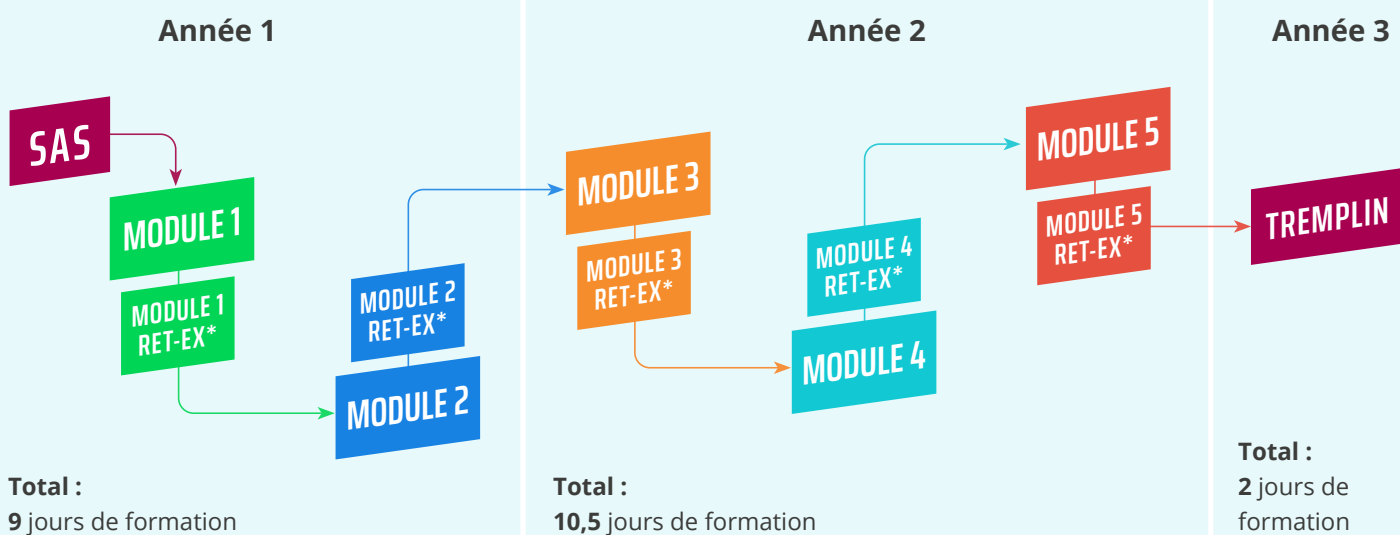 Année 1
SAS
MODULE 1
MODULE 1
RET-EX*
MODULE 2
RET-EX*
MODULE 2
Total :
9 jours de formation
Année 2
MODULE 3
MODULE 3
RET-EX*
MODULE 4
RET-EX*
MODULE 4
MODULE 5
MODULE 5
RET-EX*
Total :
10,5 jours de formation
Année 3
TREMPLIN
Total :
2 jours de
formation